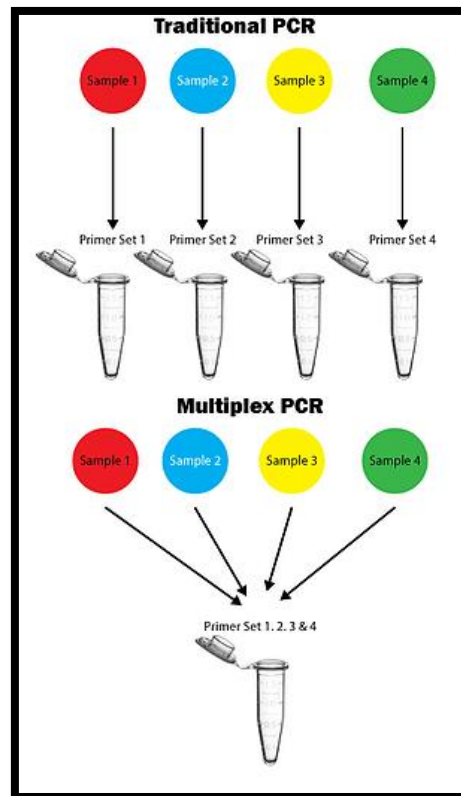 Traditional PCR
Sample 1 Sample 2 Sample 3 Sample 4
Primer Set 1 Primer Set 2 Primer Set 3 Primer Set 4
Multiplex PCR
Sample 1 Sample 2 Sample 3 Sample 4
Primer Set 1. 2. 3 & 4